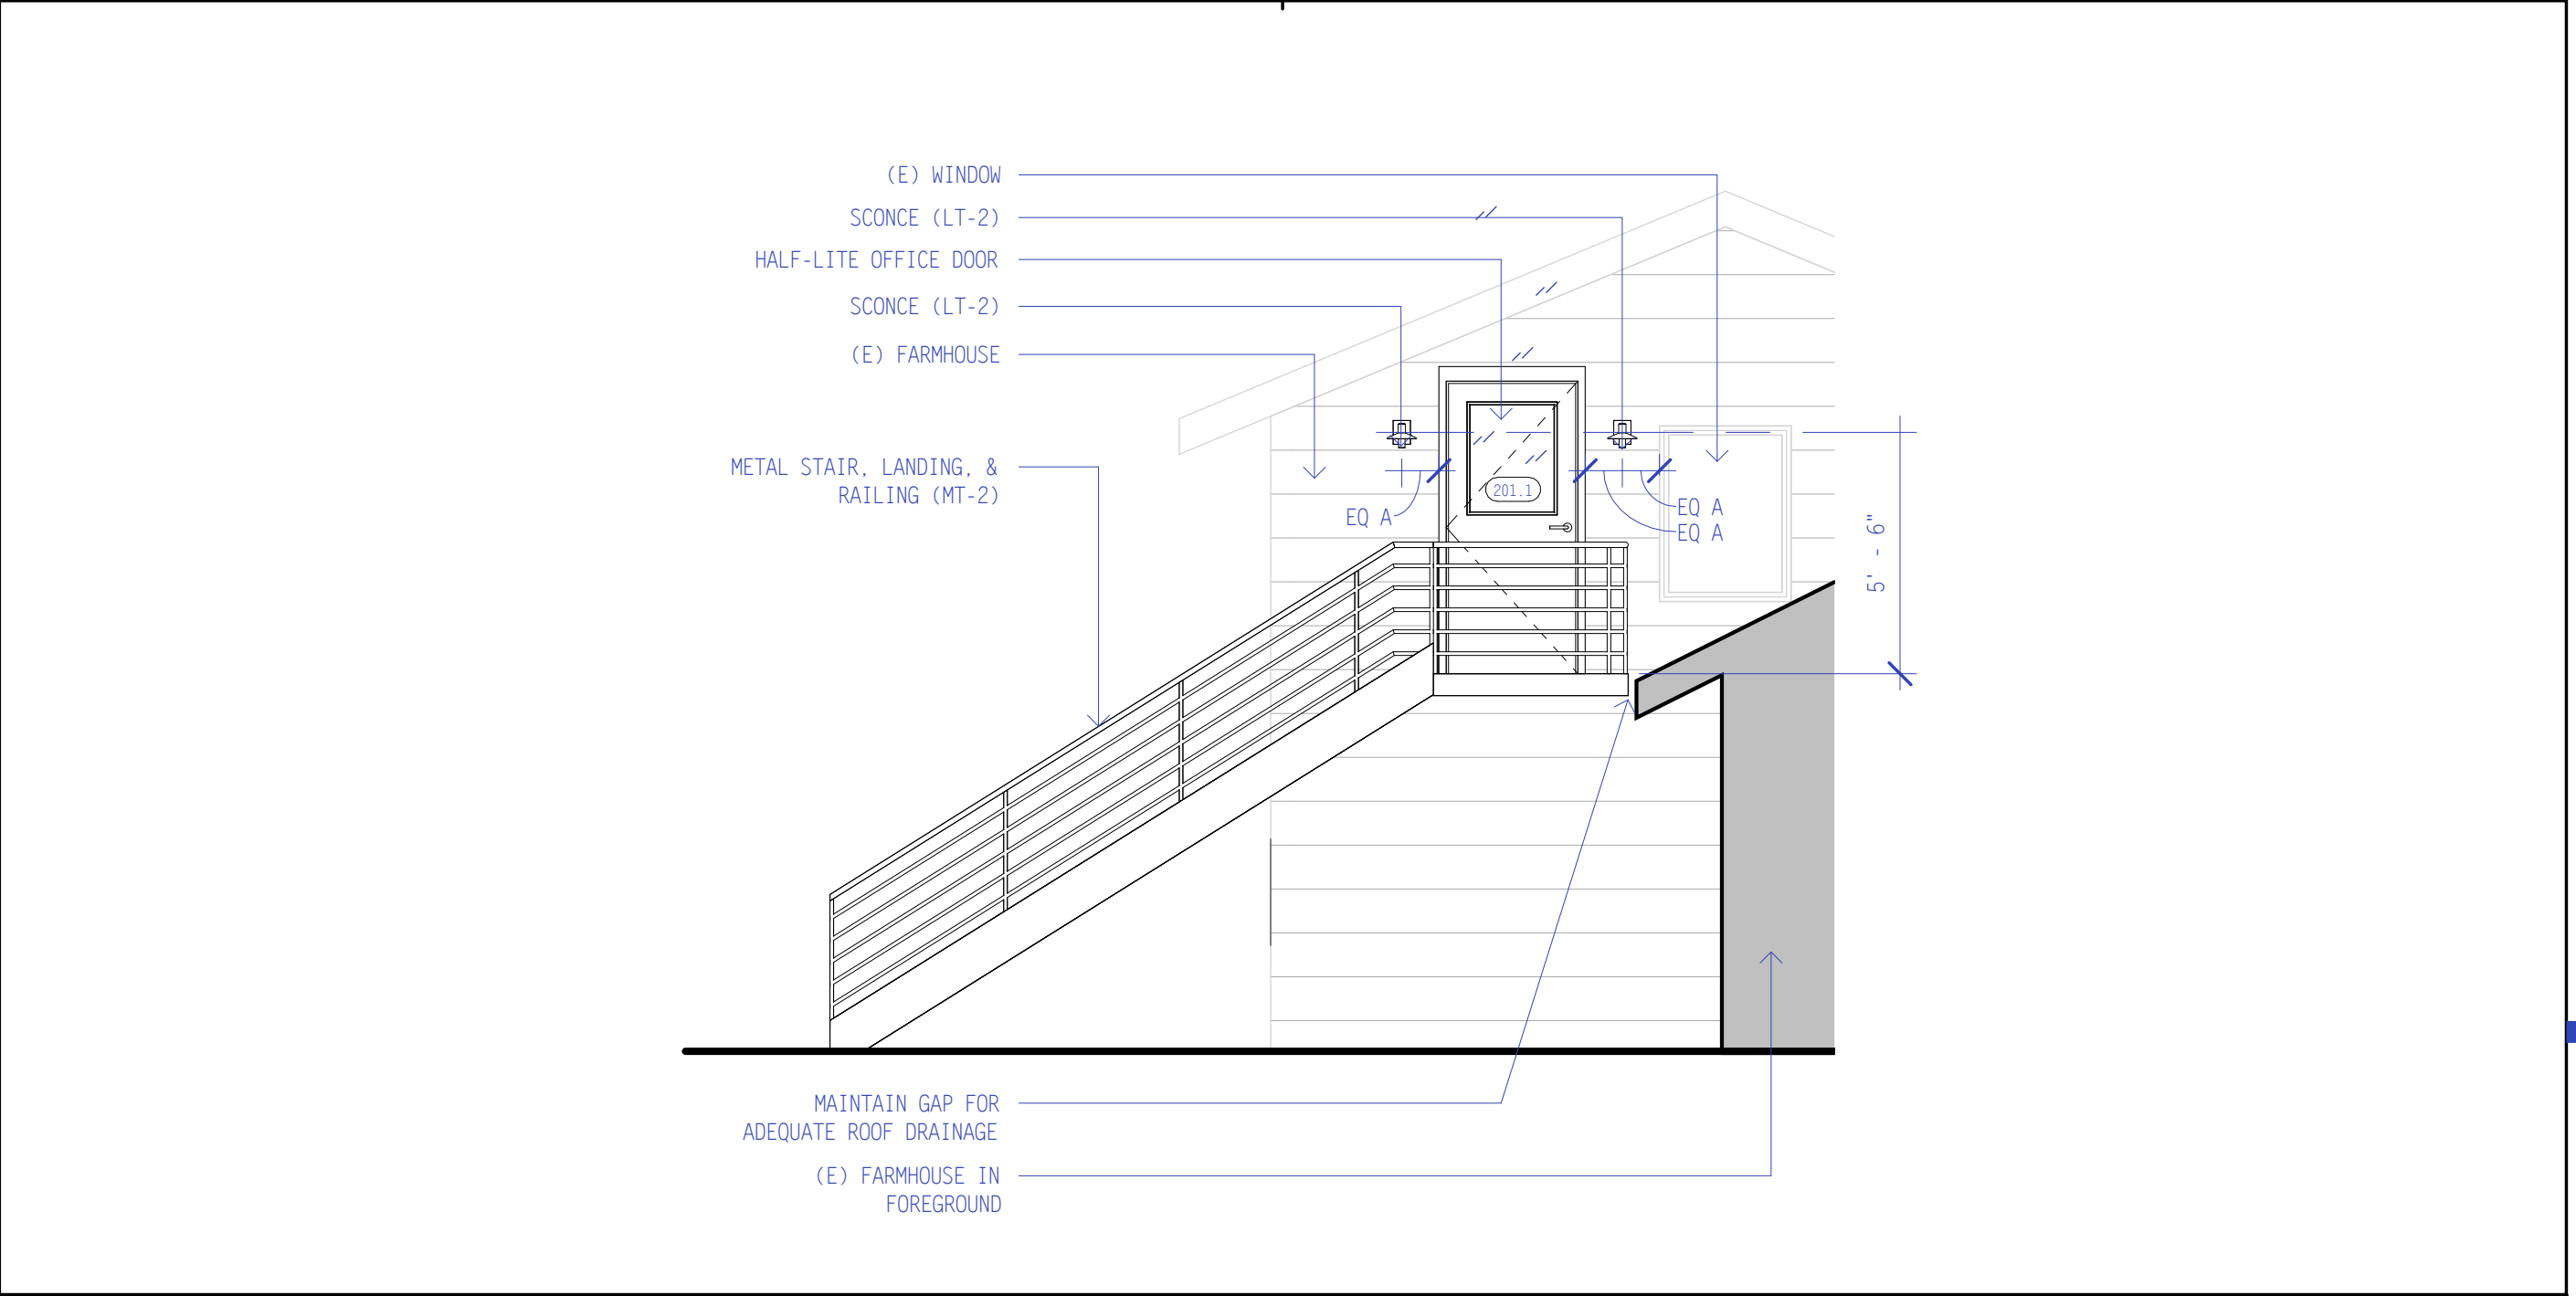 (E) WINDOW
SCONCE (LT-2)
HALF-LITE OFFICE DOOR
SCONCE (LT-2)
(E) FARMHOUSE
METAL STAIR, LANDING, &
RAILING (MT-2)
201.1
EQ A
EQ A
EQ A
5' - 6"
MAINTAIN GAP FOR
ADEQUATE ROOF DRAINAGE
(E) FARMHOUSE IN
FOREGROUND